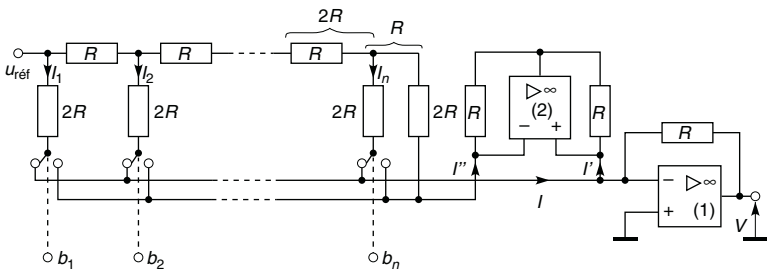 2R
R
R R R
u_réf I_1 I_2 I_n
2R 2R 2R 2R R ▷∞ (2) − + R
R
I'' I I'
− ▷∞ + (1)
V
b_1 b_2 b_n